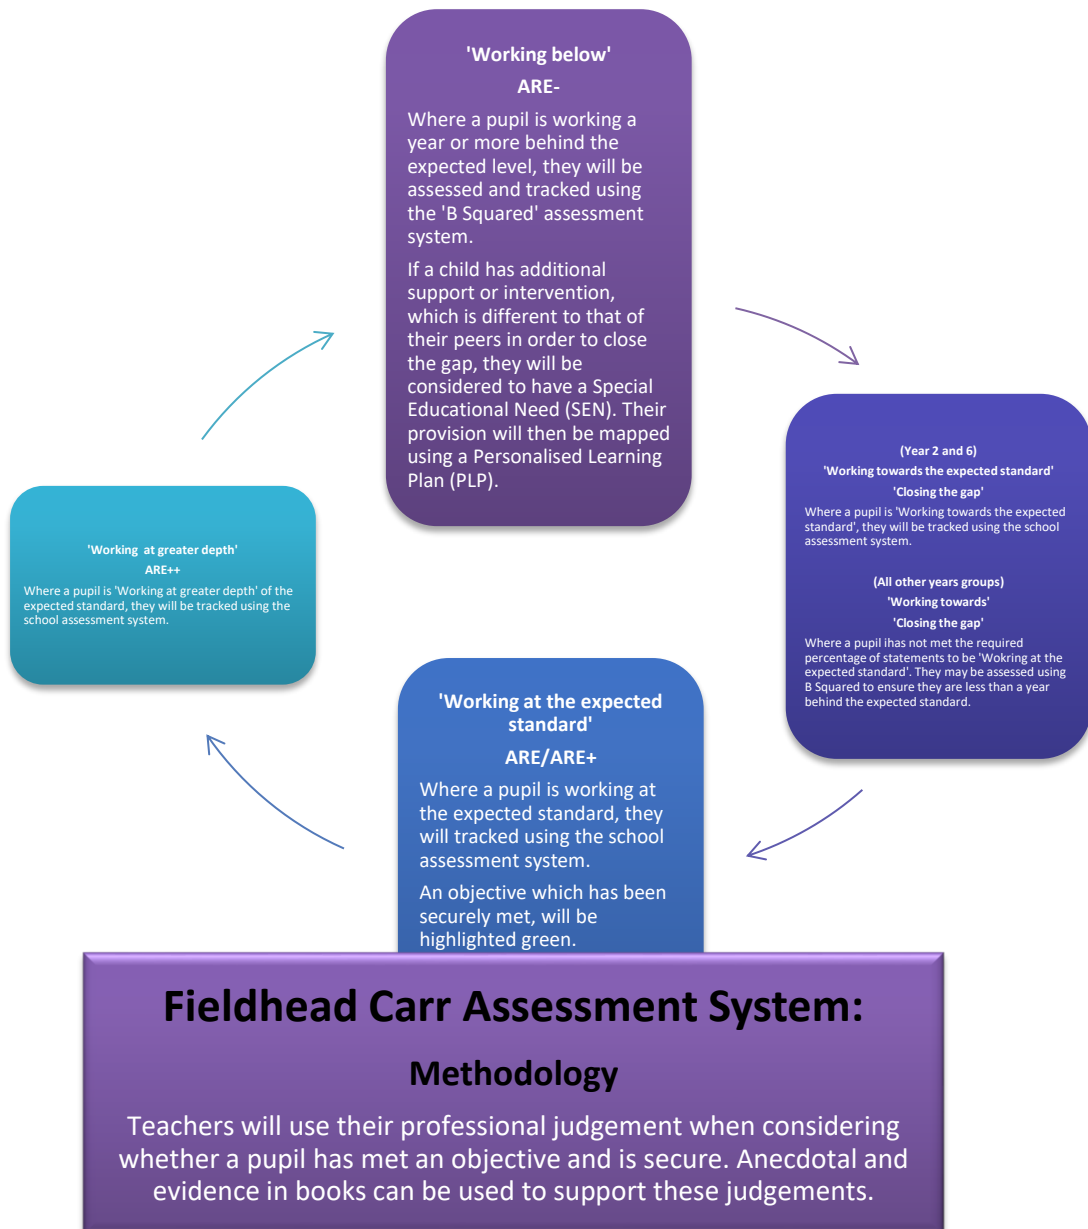 'Working below'
ARE-
Where a pupil is working a
year or more behind the
expected level, they will be
assessed and tracked using
the 'B Squared' assessment
system.
If a child has additional
support or intervention,
which is different to that of
their peers in order to close
the gap, they will be
considered to have a Special
Educational Need (SEN). Their
provision will then be mapped
using a Personalised Learning
Plan (PLP).
(Year 2 and 6)
'Working towards the expected standard'
'Closing the gap'
Where a pupil is 'Working towards the expected
standard', they will be tracked using the school
assessment system.
(All other years groups)
'Working towards'
'Closing the gap'
Where a pupil ihas not met the required
percentage of statements to be 'Wokring at the
expected standard'. They may be assessed using
B Squared to ensure they are less than a year
behind the expected standard.
'Working at the expected
standard'
ARE/ARE+
Where a pupil is working at
the expected standard, they
will tracked using the school
assessment system.
An objective which has been
securely met, will be
highlighted green.
'Working at greater depth'
ARE++
Where a pupil is 'Working at greater depth' of the
expected standard, they will be tracked using the
school assessment system.
Fieldhead Carr Assessment System:
Methodology
Teachers will use their professional judgement when considering
whether a pupil has met an objective and is secure. Anecdotal and
evidence in books can be used to support these judgements.